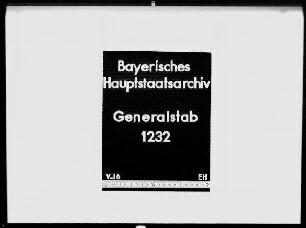 Bayerisches
Hauptstaatsarchiv
Generalstab
1232
V.16 EH